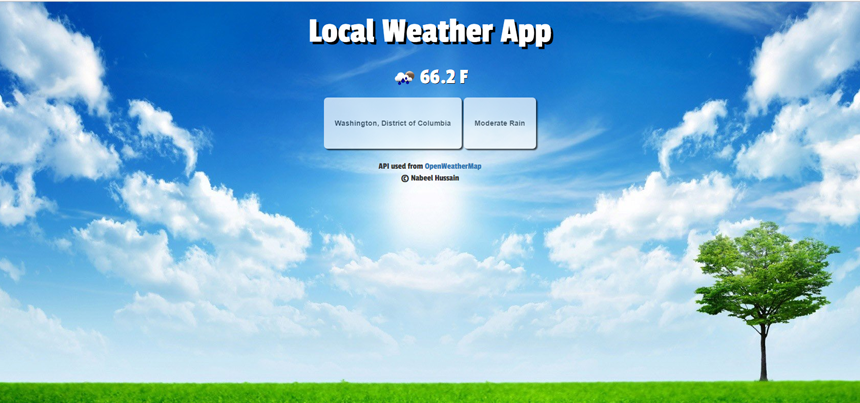 Local Weather App
66.2 F
Washington, District of Columbia
Moderate Rain
API used from OpenWeatherMap
© Nabeel Hussain